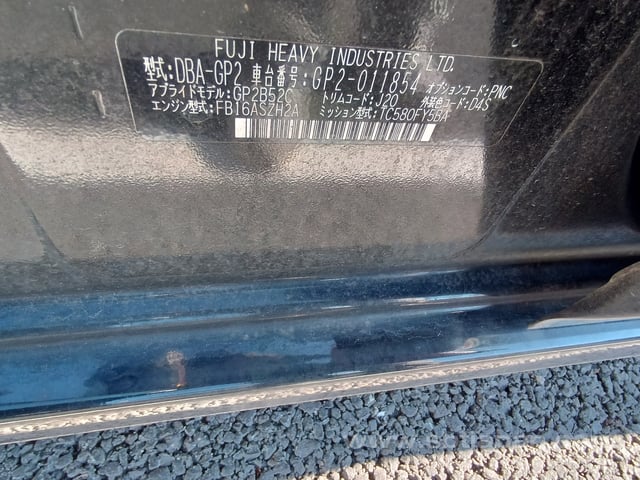 FUJI HEAVY INDUSTRIES LTD.
型式: DBA-GP2 車台番号: GP2-011854 オプションコード: PNC
アプライドモデル: GP2B52C トリムコード: J20 外装色コード: D4S
エンジン型式: FB16ASZH2A ミッション型式: TC580FY5BA